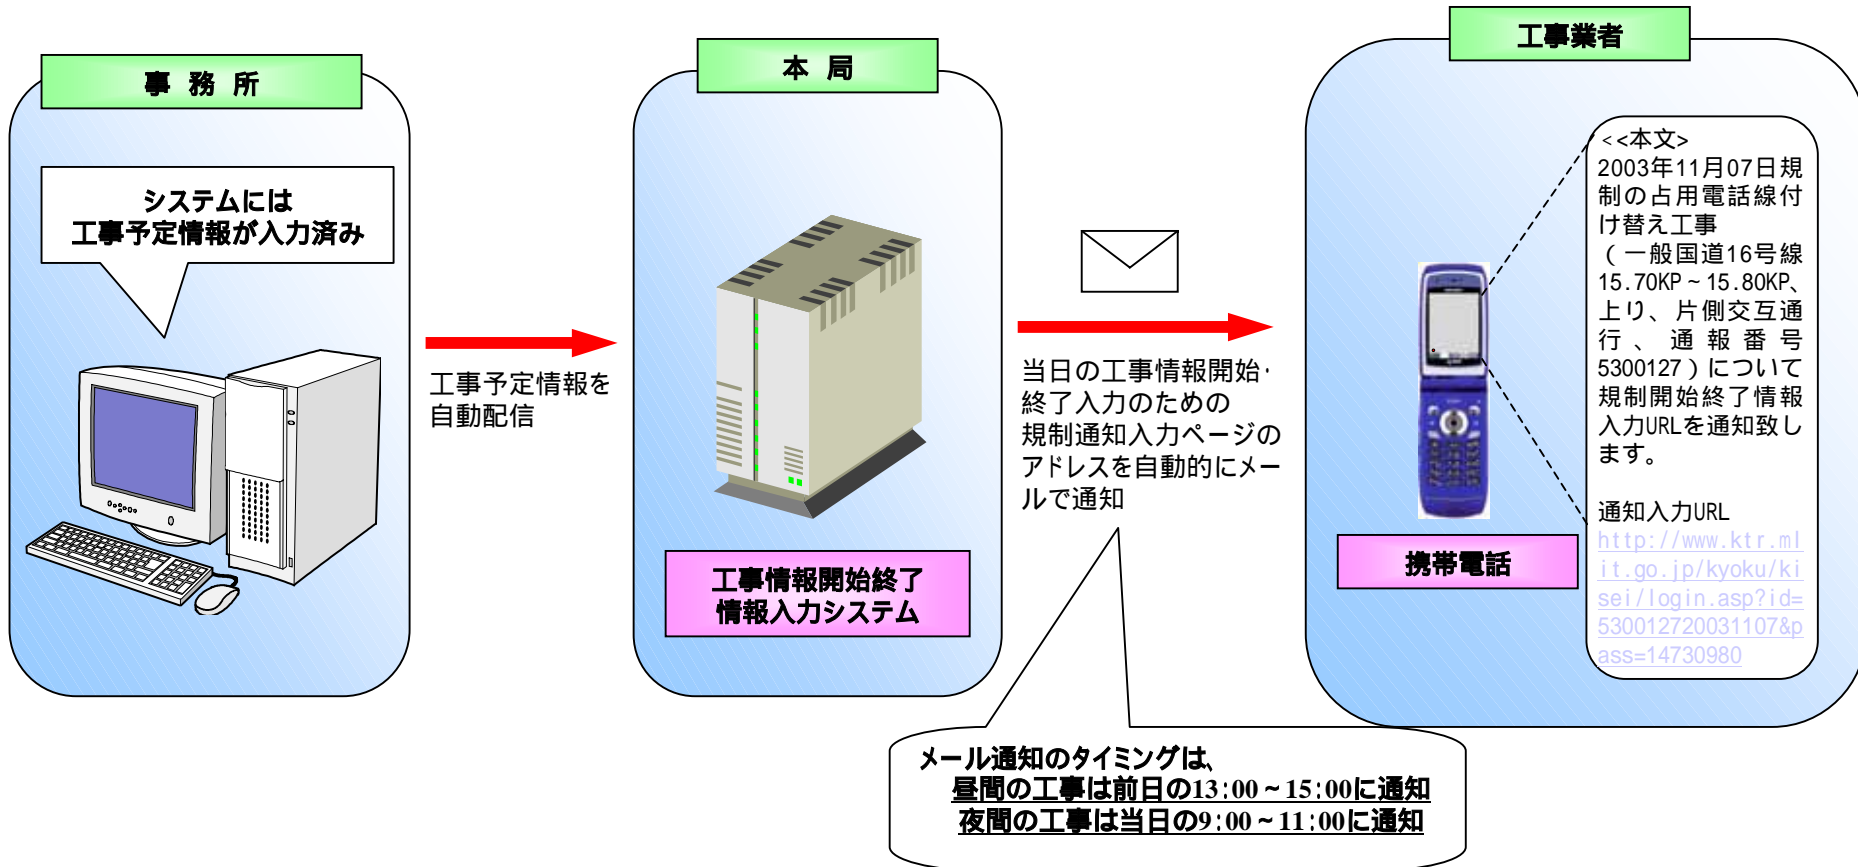 事 務 所
システムには
工事予定情報が入力済み
工事予定情報を
自動配信
本 局
工事情報開始終了
情報入力システム
当日の工事情報開始・
終了入力のための
規制通知入力ページの
アドレスを自動的にメー
ルで通知
メール通知のタイミングは、
昼間の工事は前日の13:00~15:00に通知
夜間の工事は当日の9:00~11:00に通知
工事業者
携帯電話
<<本文>
2003年11月07日規
制の占用電話線付
け替え工事
(一般国道16号線
15.70KP~15.80KP、
上り、片側交互通
行、通報番号
5300127)について
規制開始終了情報
入力URLを通知致し
ます。
通知入力URL
http://www.ktr.ml
it.go.jp/kyoku/ki
sei/login.asp?id=
530012720031107&p
ass=14730980